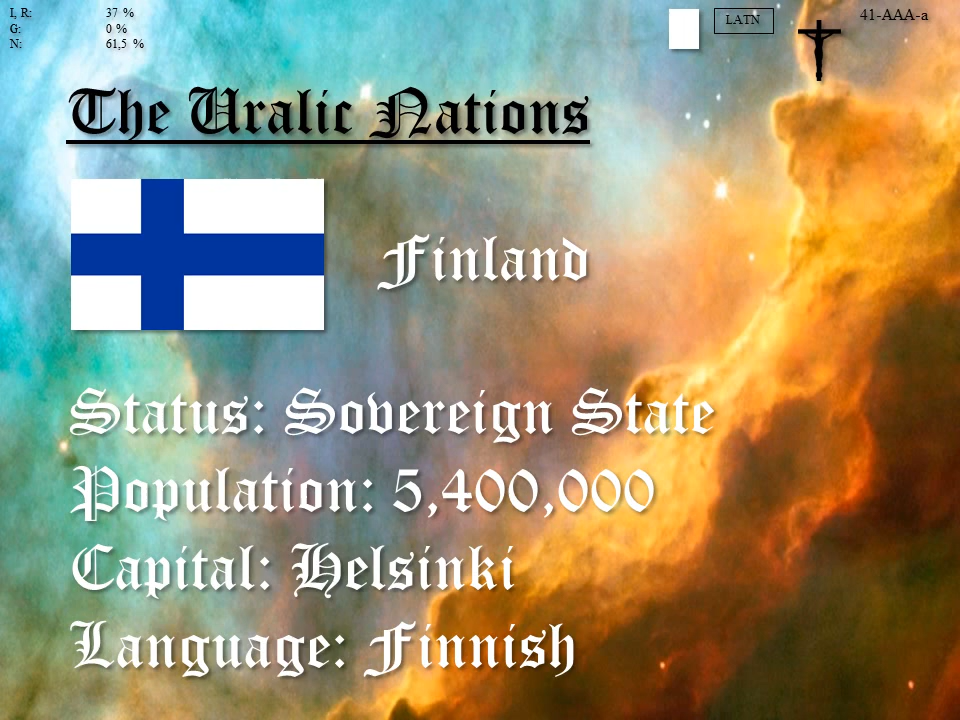 I, R: 37 %
G: 0 %
N: 61,5 %
LATN
41-AAA-a
The Uralic Nations
Finland
Status: Sovereign State
Population: 5,400,000
Capital: Helsinki
Language: Finnish